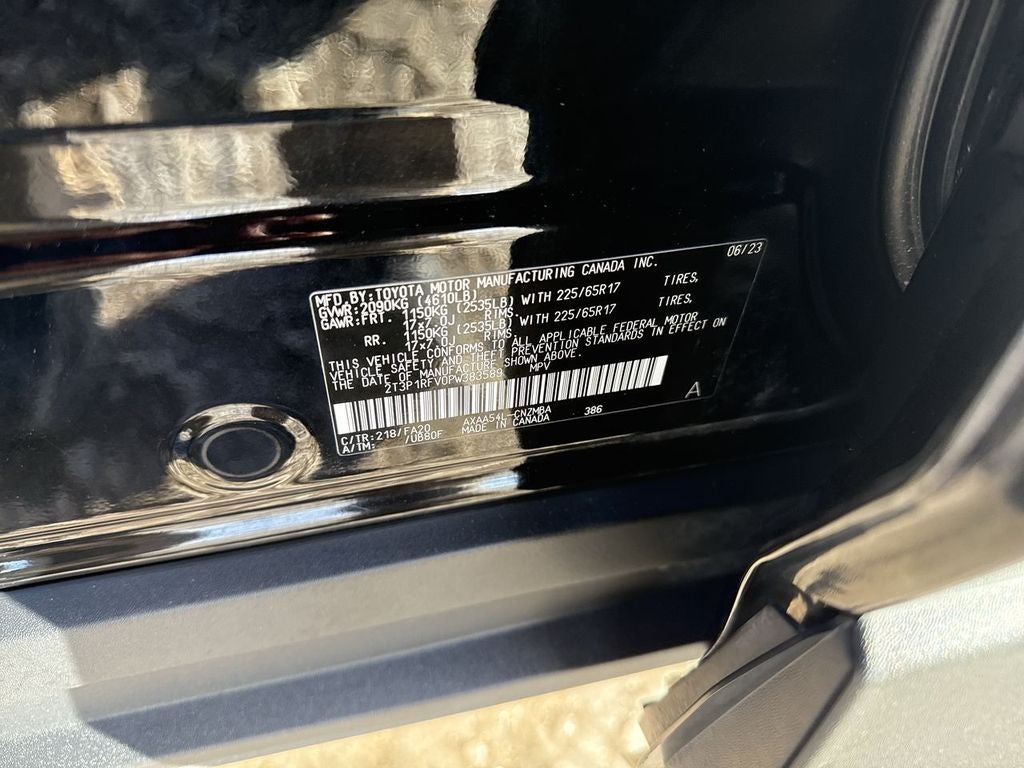 MFD. BY: TOYOTA MOTOR MANUFACTURING CANADA INC. 06/23
GVWR: 2090KG (4610LB)
GAWR: FRT. 1150KG (2535LB) WITH 225/65R17 TIRES,
17x7.0J RIMS.
RR. 1150KG (2535LB) WITH 225/65R17 TIRES,
17x7.0J RIMS.
THIS VEHICLE CONFORMS TO ALL APPLICABLE FEDERAL MOTOR
VEHICLE SAFETY AND THEFT PREVENTION STANDARDS IN EFFECT ON
THE DATE OF MANUFACTURE SHOWN ABOVE.
2T3P1RFV0PW383589 MPV
A
C/TR: 218/FA20 AXAA54L-CNZMBA 386
A/TM: /UB80F MADE IN CANADA